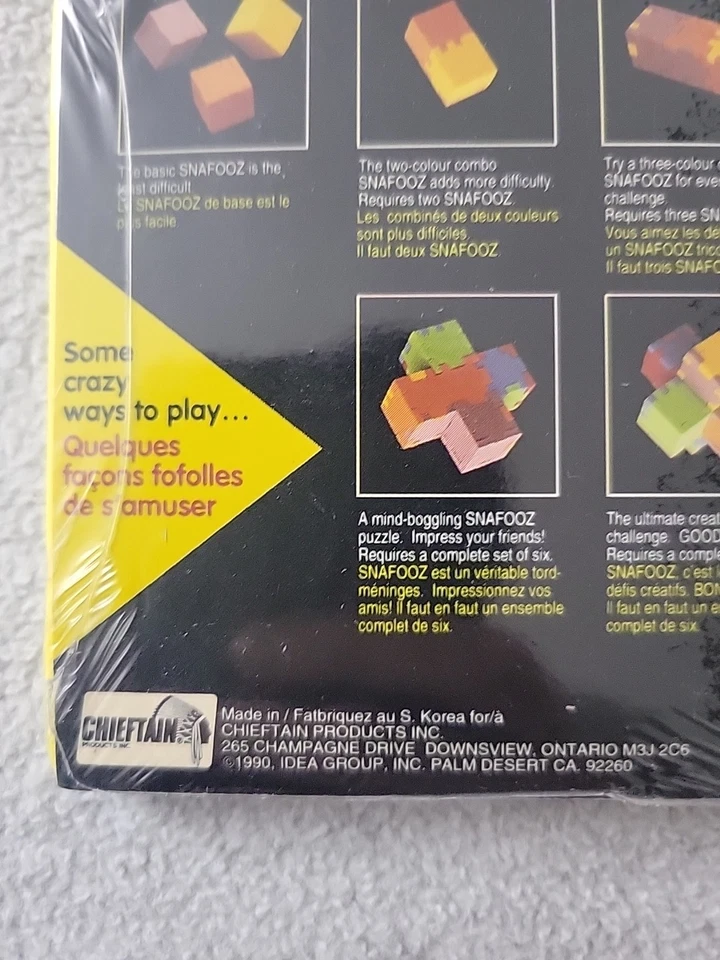 The basic SNAFOOZ is the
least difficult
Le SNAFOOZ de base est le
plus facile.
The two-colour combo
SNAFOOZ adds more difficulty.
Requires two SNAFOOZ.
Les combinés de deux couleurs
sont plus difficiles.
Il faut deux SNAFOOZ.
Try a three-colour
SNAFOOZ for
challenge.
Requires three
Vous aimez les
un SNAFOOZ
Il faut trois
Some
crazy
ways to play...
Quelques
façons fofolles
de s'amuser
A mind-boggling SNAFOOZ
puzzle. Impress your friends!
Requires a complete set of six.
SNAFOOZ est un véritable tord-
méninges. Impressionnez vos
amis! Il faut en faut un ensemble
complet de six.
The ultimate
challenge. GOOD
Requires a
SNAFOOZ, c'est
défis créatifs.
Il faut en faut un
complet de six.
CHIEFTAIN
PRODUCTS INC.
Made in / Fatbriquez au S. Korea for/à
CHIEFTAIN PRODUCTS INC.
265 CHAMPAGNE DRIVE DOWNSVIEW, ONTARIO M3J 2C6
©1990, IDEA GROUP, INC. PALM DESERT CA. 92260